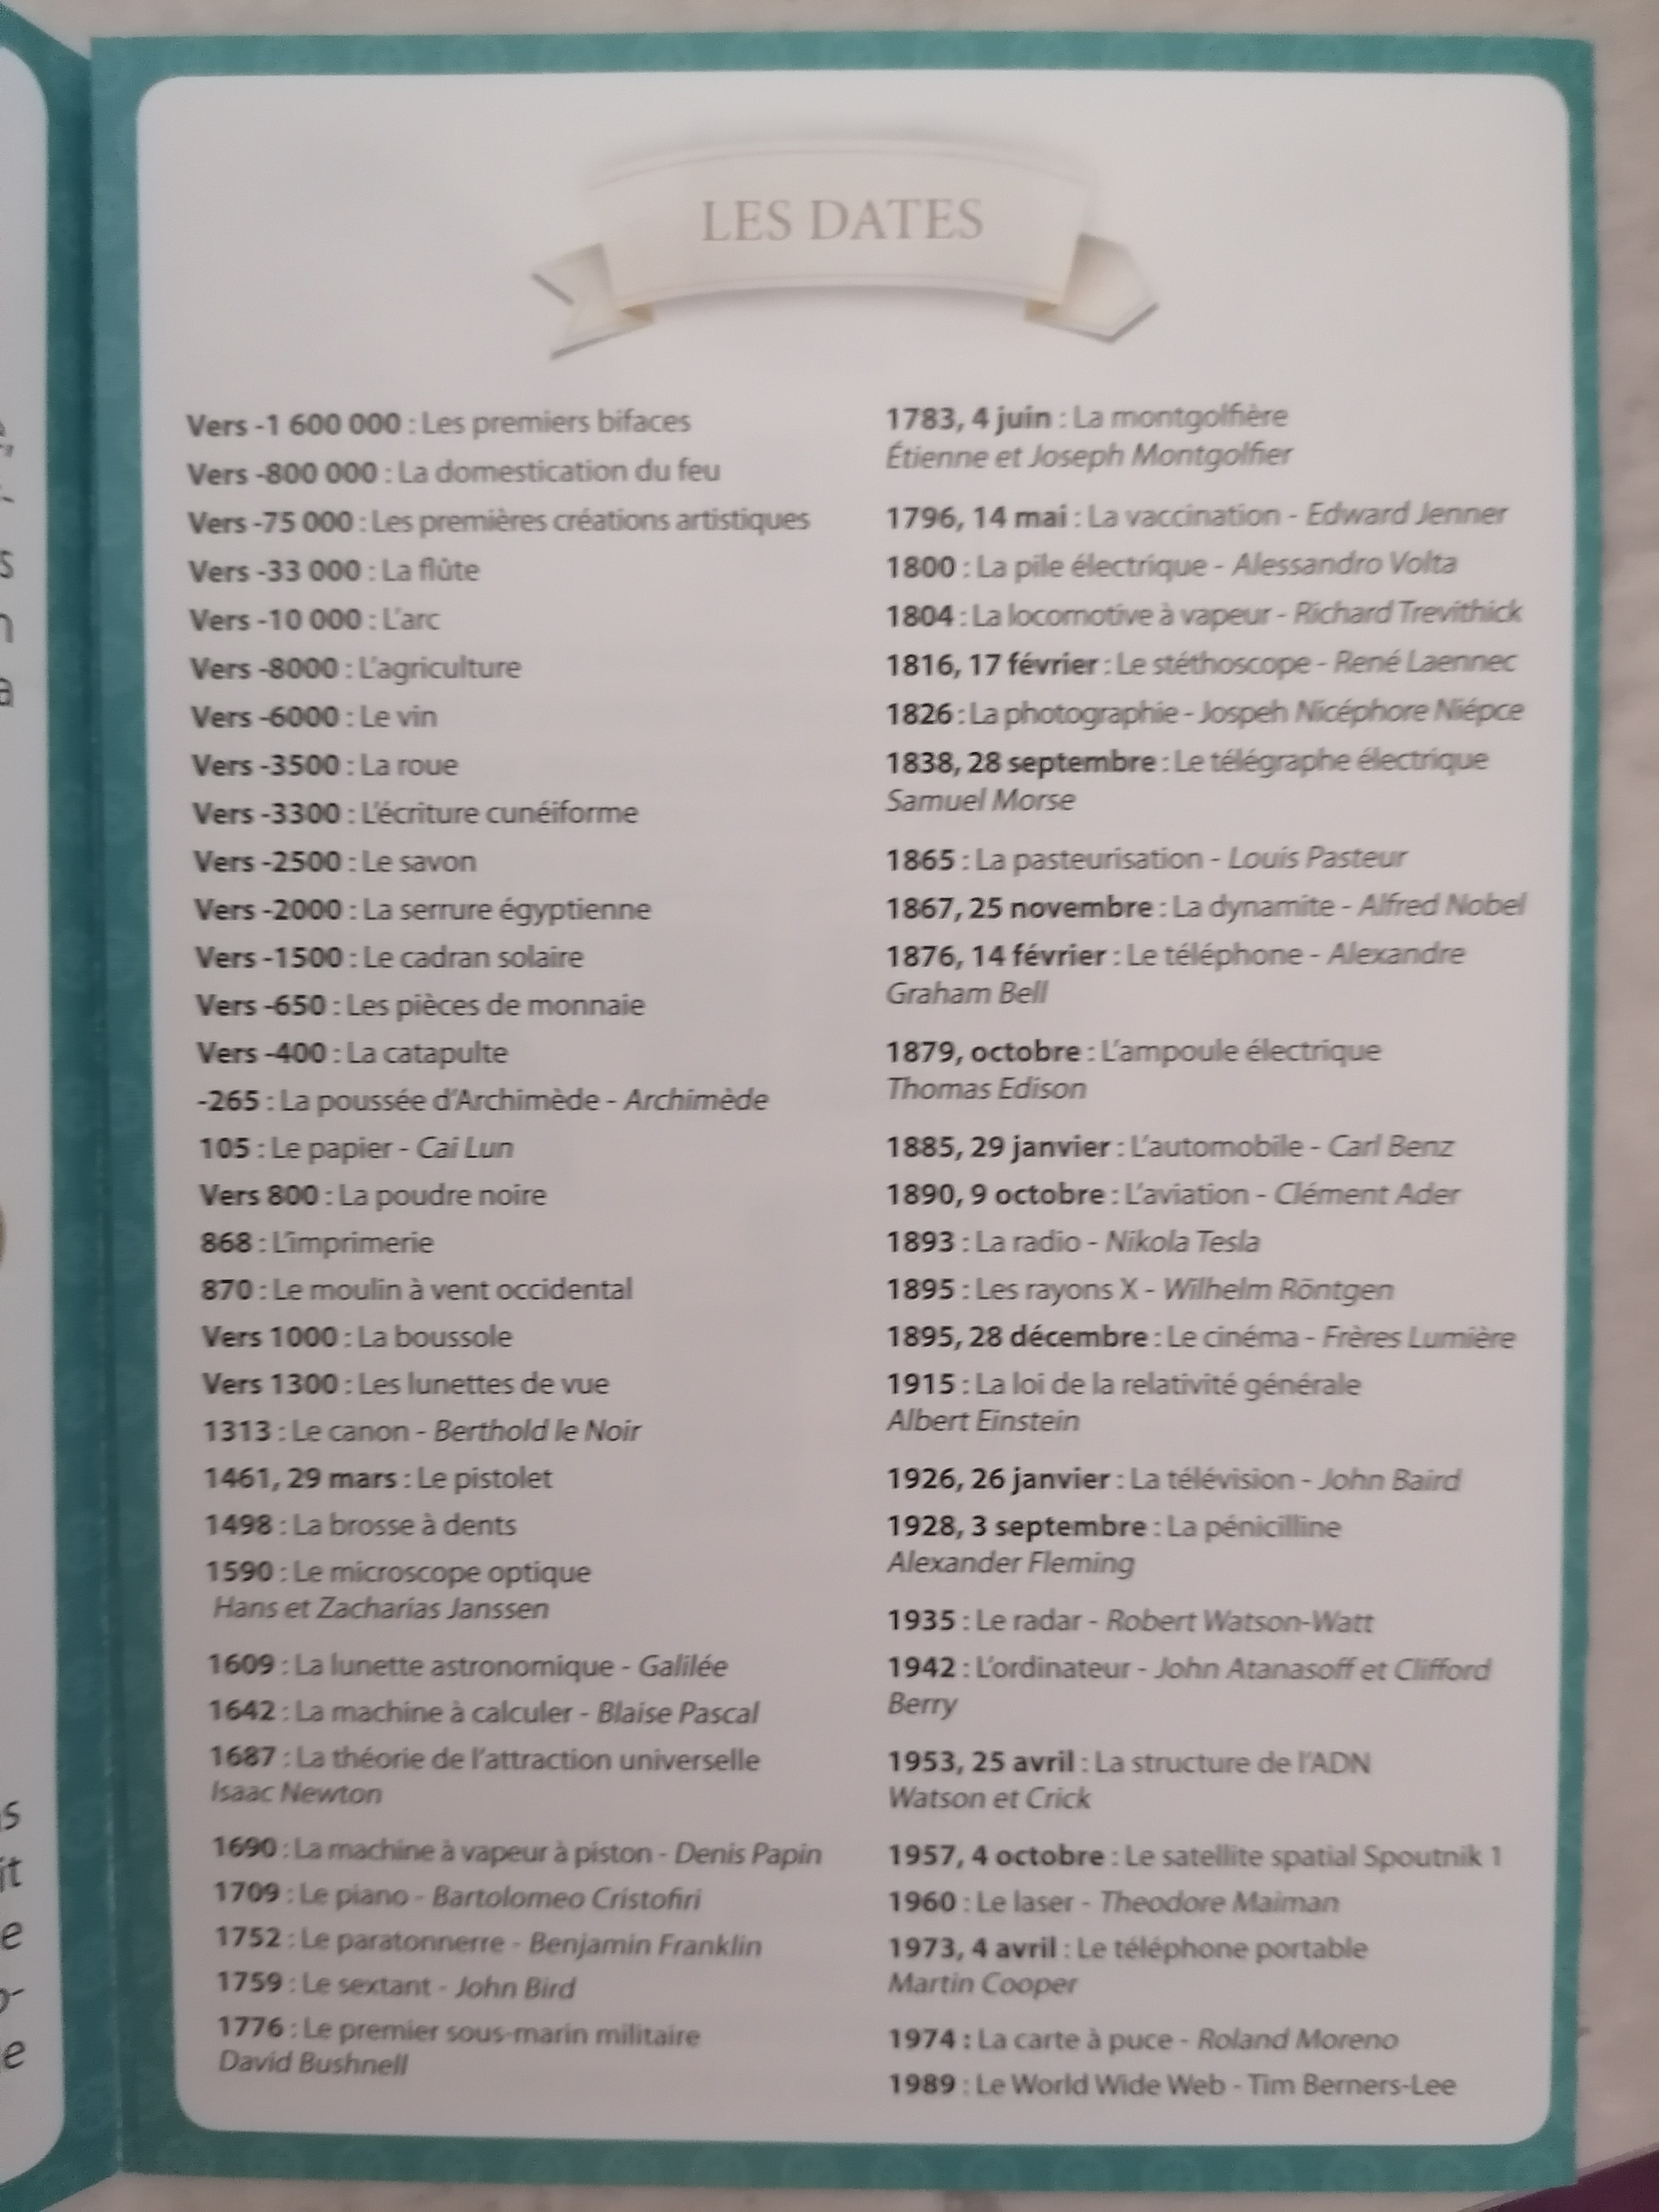 LES DATES
Vers -1 600 000 : Les premiers bifaces
Vers -800 000 : La domestication du feu
Vers -75 000 : Les premières créations artistiques
Vers -33 000 : La flûte
Vers -10 000 : L'arc
Vers -8000 : L'agriculture
Vers -6000 : Le vin
Vers -3500 : La roue
Vers -3300 : L'écriture cunéiforme
Vers -2500 : Le savon
Vers -2000 : La serrure égyptienne
Vers -1500 : Le cadran solaire
Vers -650 : Les pièces de monnaie
Vers -400 : La catapulte
-265 : La poussée d'Archimède - Archimède
105 : Le papier - Cai Lun
Vers 800 : La poudre noire
868 : L'imprimerie
870 : Le moulin à vent occidental
Vers 1000 : La boussole
Vers 1300 : Les lunettes de vue
1313 : Le canon - Berthold le Noir
1461, 29 mars : Le pistolet
1498 : La brosse à dents
1590 : Le microscope optique
Hans et Zacharias Janssen
1609 : La lunette astronomique - Galilée
1642 : La machine à calculer - Blaise Pascal
1687 : La théorie de l'attraction universelle
Isaac Newton
1690 : La machine à vapeur à piston - Denis Papin
1709 : Le piano - Bartolomeo Cristofiri
1752 : Le paratonnerre - Benjamin Franklin
1759 : Le sextant - John Bird
1776 : Le premier sous-marin militaire
David Bushnell
1783, 4 juin : La montgolfière
Étienne et Joseph Montgolfier
1796, 14 mai : La vaccination - Edward Jenner
1800 : La pile électrique - Alessandro Volta
1804 : La locomotive à vapeur - Richard Trevithick
1816, 17 février : Le stéthoscope - René Laennec
1826 : La photographie - Jospeh Nicéphore Niépce
1838, 28 septembre : Le télégraphe électrique
Samuel Morse
1865 : La pasteurisation - Louis Pasteur
1867, 25 novembre : La dynamite - Alfred Nobel
1876, 14 février : Le téléphone - Alexandre
Graham Bell
1879, octobre : L'ampoule électrique
Thomas Edison
1885, 29 janvier : L'automobile - Carl Benz
1890, 9 octobre : L'aviation - Clément Ader
1893 : La radio - Nikola Tesla
1895 : Les rayons X - Wilhelm Röntgen
1895, 28 décembre : Le cinéma - Frères Lumière
1915 : La loi de la relativité générale
Albert Einstein
1926, 26 janvier : La télévision - John Baird
1928, 3 septembre : La pénicilline
Alexander Fleming
1935 : Le radar - Robert Watson-Watt
1942 : L'ordinateur - John Atanasoff et Clifford
Berry
1953, 25 avril : La structure de l'ADN
Watson et Crick
1957, 4 octobre : Le satellite spatial Spoutnik 1
1960 : Le laser - Theodore Maiman
1973, 4 avril : Le téléphone portable
Martin Cooper
1974 : La carte à puce - Roland Moreno
1989 : Le World Wide Web - Tim Berners-Lee